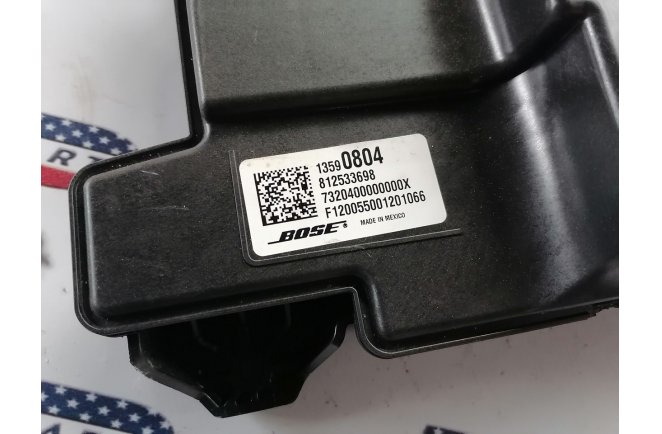 13590804
812533698
7320400000000X
F120055001201066
BOSE MADE IN MEXICO